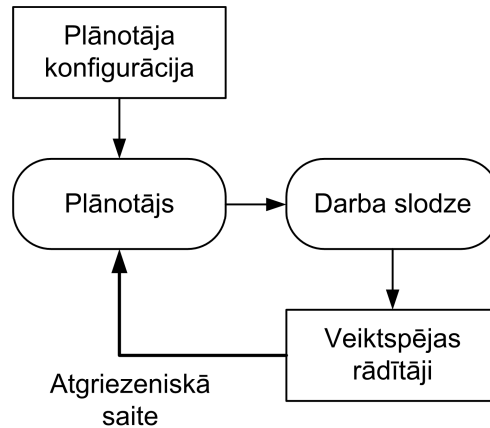 Plānotāja
konfigurācija
Plānotājs
Darba slodze
Veiktspējas
rādītāji
Atgriezeniskā
saite